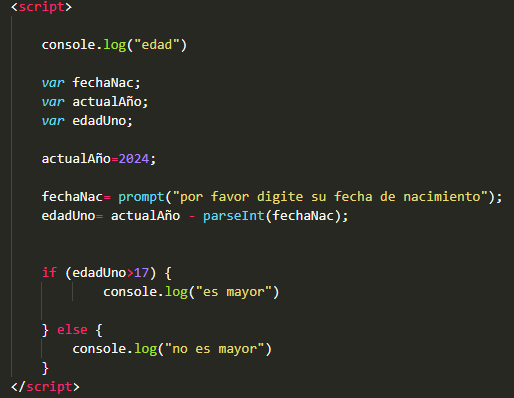 <script>
console.log("edad")
var fechaNac;
var actualAño;
var edadUno;
actualAño=2024;
fechaNac= prompt("por favor digite su fecha de nacimiento");
edadUno= actualAño - parseInt(fechaNac);
if (edadUno>17) {
console.log("es mayor")
} else {
console.log("no es mayor")
}
</script>